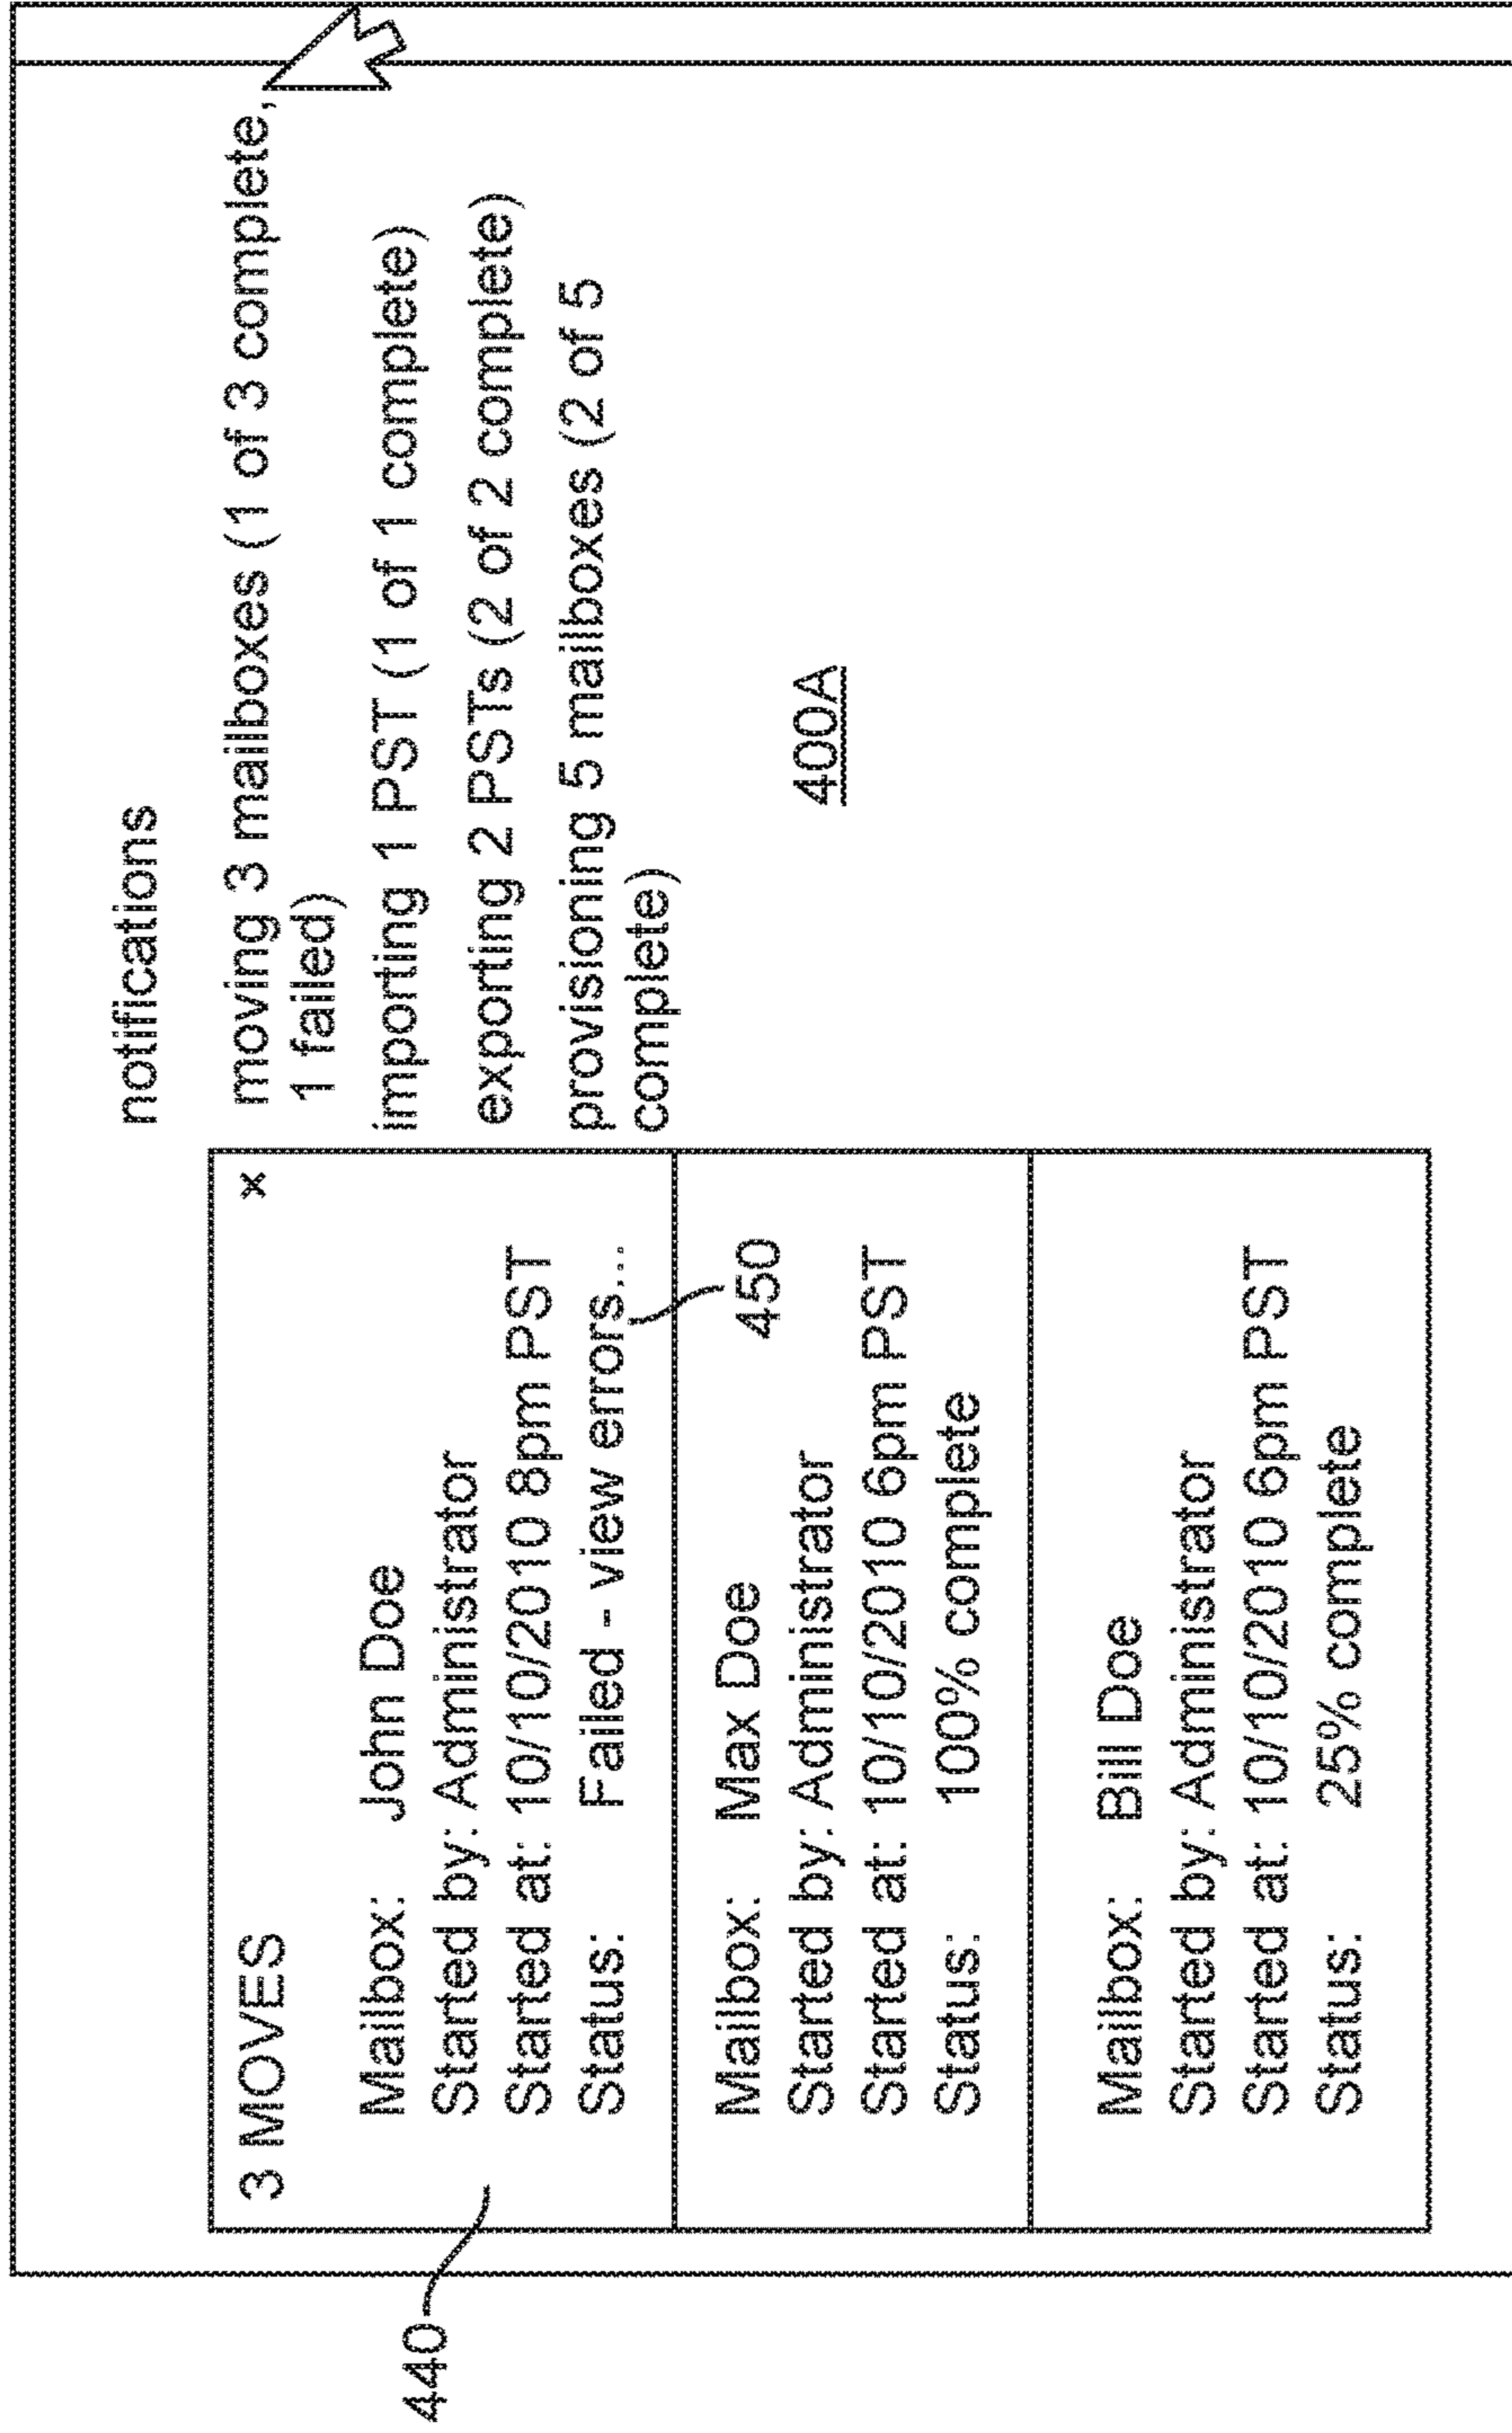 notifications
moving 3 mailboxes (1 of 3 complete,
1 failed)
importing 1 PST (1 of 1 complete)
exporting 2 PSTs (2 of 2 complete)
provisioning 5 mailboxes (2 of 5
complete)
400A
440
3 MOVES x
Mailbox: John Doe
Started by: Administrator
Started at: 10/10/2010 8pm PST
Status: Failed - view errors...
450
Mailbox: Max Doe
Started by: Administrator
Started at: 10/10/2010 6pm PST
Status: 100% complete
Mailbox: Bill Doe
Started by: Administrator
Started at: 10/10/2010 6pm PST
Status: 25% complete